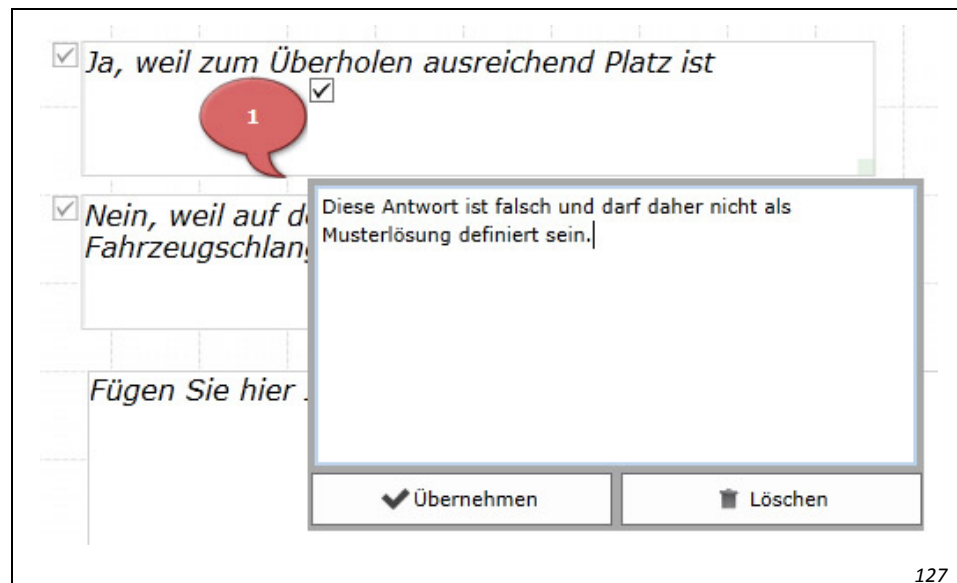 Ja, weil zum Überholen ausreichend Platz ist
1
Nein, weil auf d
Fahrzeugschlan
Diese Antwort ist falsch und darf daher nicht als
Musterlösung definiert sein.
Fügen Sie hier
Übernehmen
Löschen
127